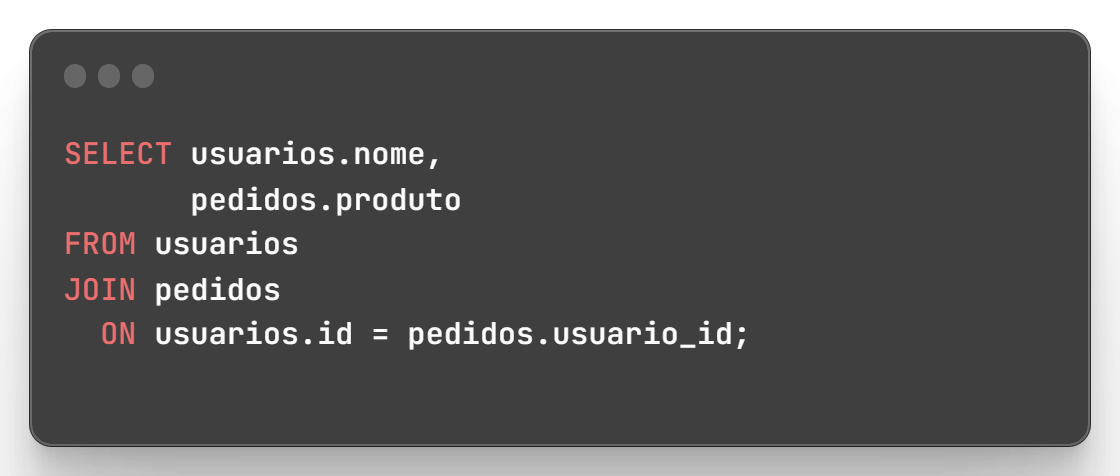 SELECT usuarios.nome,
       pedidos.produto
FROM usuarios
JOIN pedidos
  ON usuarios.id = pedidos.usuario_id;